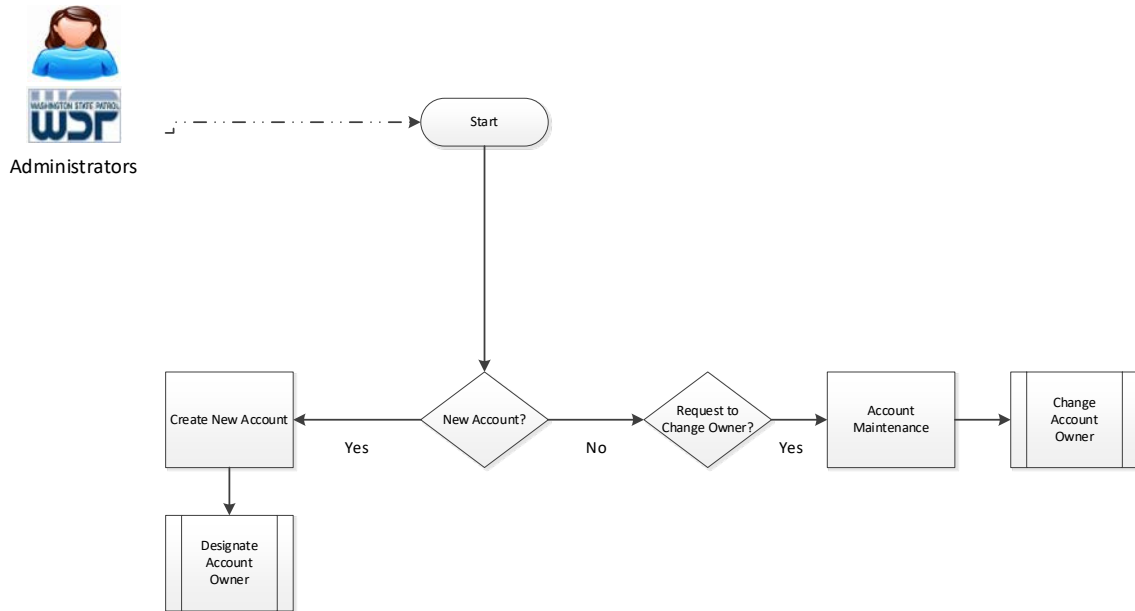 WASHINGTON STATE PATROL
WSP
Administrators
Start
Create New Account
Yes
New Account?
No
Request to
Change Owner?
Yes
Account
Maintenance
Change
Account
Owner
Designate
Account
Owner